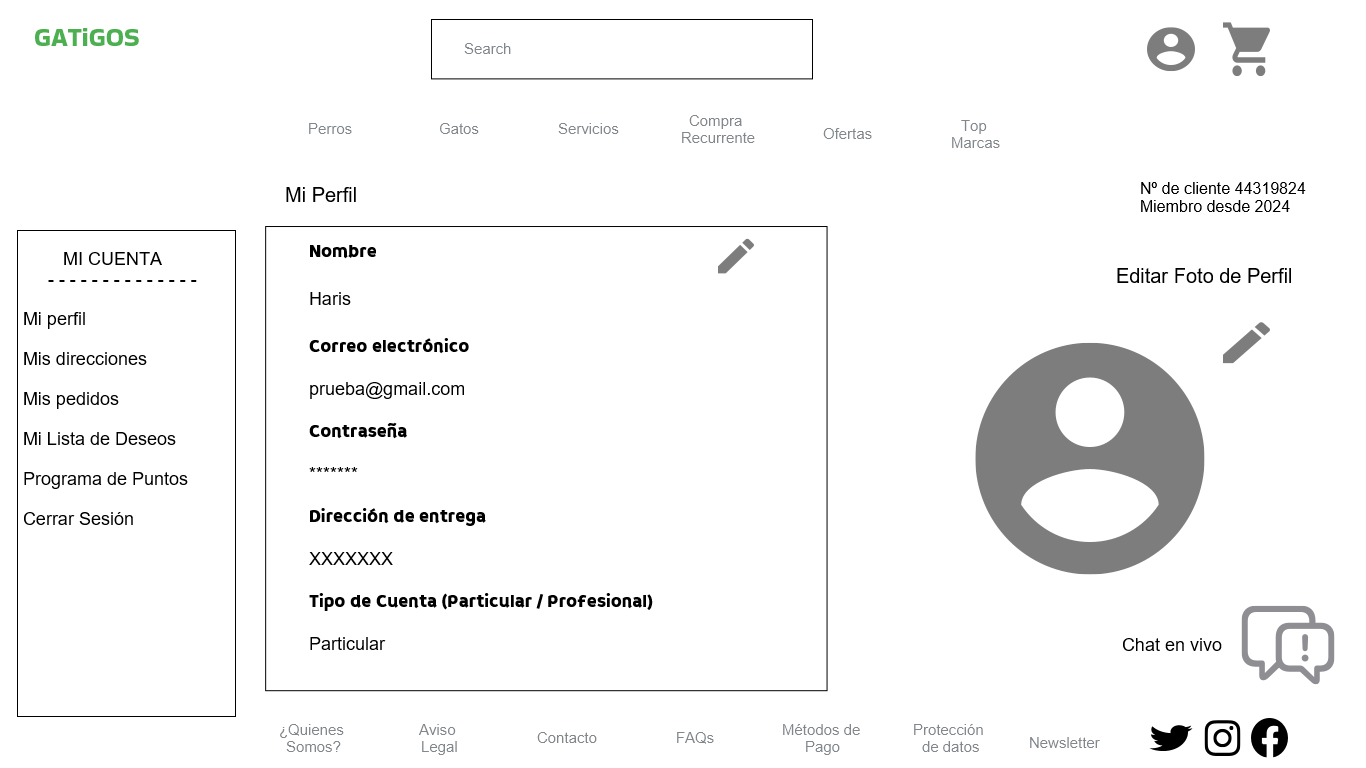 GATiGOS
Search
Perros
Gatos
Servicios
Compra
Recurrente
Ofertas
Top
Marcas
Mi Perfil
Nº de cliente 44319824
Miembro desde 2024
MI CUENTA
--------------
Mi perfil
Mis direcciones
Mis pedidos
Mi Lista de Deseos
Programa de Puntos
Cerrar Sesión
Nombre
Haris
Correo electrónico
prueba@gmail.com
Contraseña
*******
Dirección de entrega
XXXXXXX
Tipo de Cuenta (Particular / Profesional)
Particular
Editar Foto de Perfil
Chat en vivo
!
¿Quienes
Somos?
Aviso
Legal
Contacto
FAQs
Métodos de
Pago
Protección
de datos
Newsletter